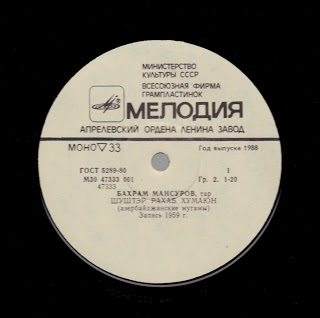 МИНИСТЕРСТВО
КУЛЬТУРЫ СССР
ВСЕСОЮЗНАЯ ФИРМА
ГРАМПЛАСТИНОК
МЕЛОДИЯ
АПРЕЛЕВСКИЙ ОРДЕНА ЛЕНИНА ЗАВОД
МОНО ▽ 33
Год выпуска 1988
ГОСТ 5289-80
1
М30 47333 001
Гр. 2. 1-20
47333
БАХРАМ МАНСУРОВ, тар
ШУШТЭР РАХАБ ХУМАЮН
(азербайджанские мугамы)
Запись 1959 г.